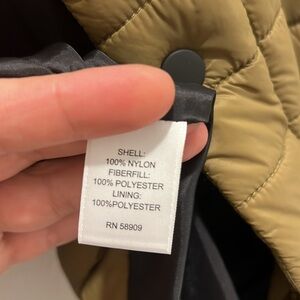 SHELL:
100% NYLON
FIBERFILL:
100% POLYESTER
LINING:
100%POLYESTER
RN 58909